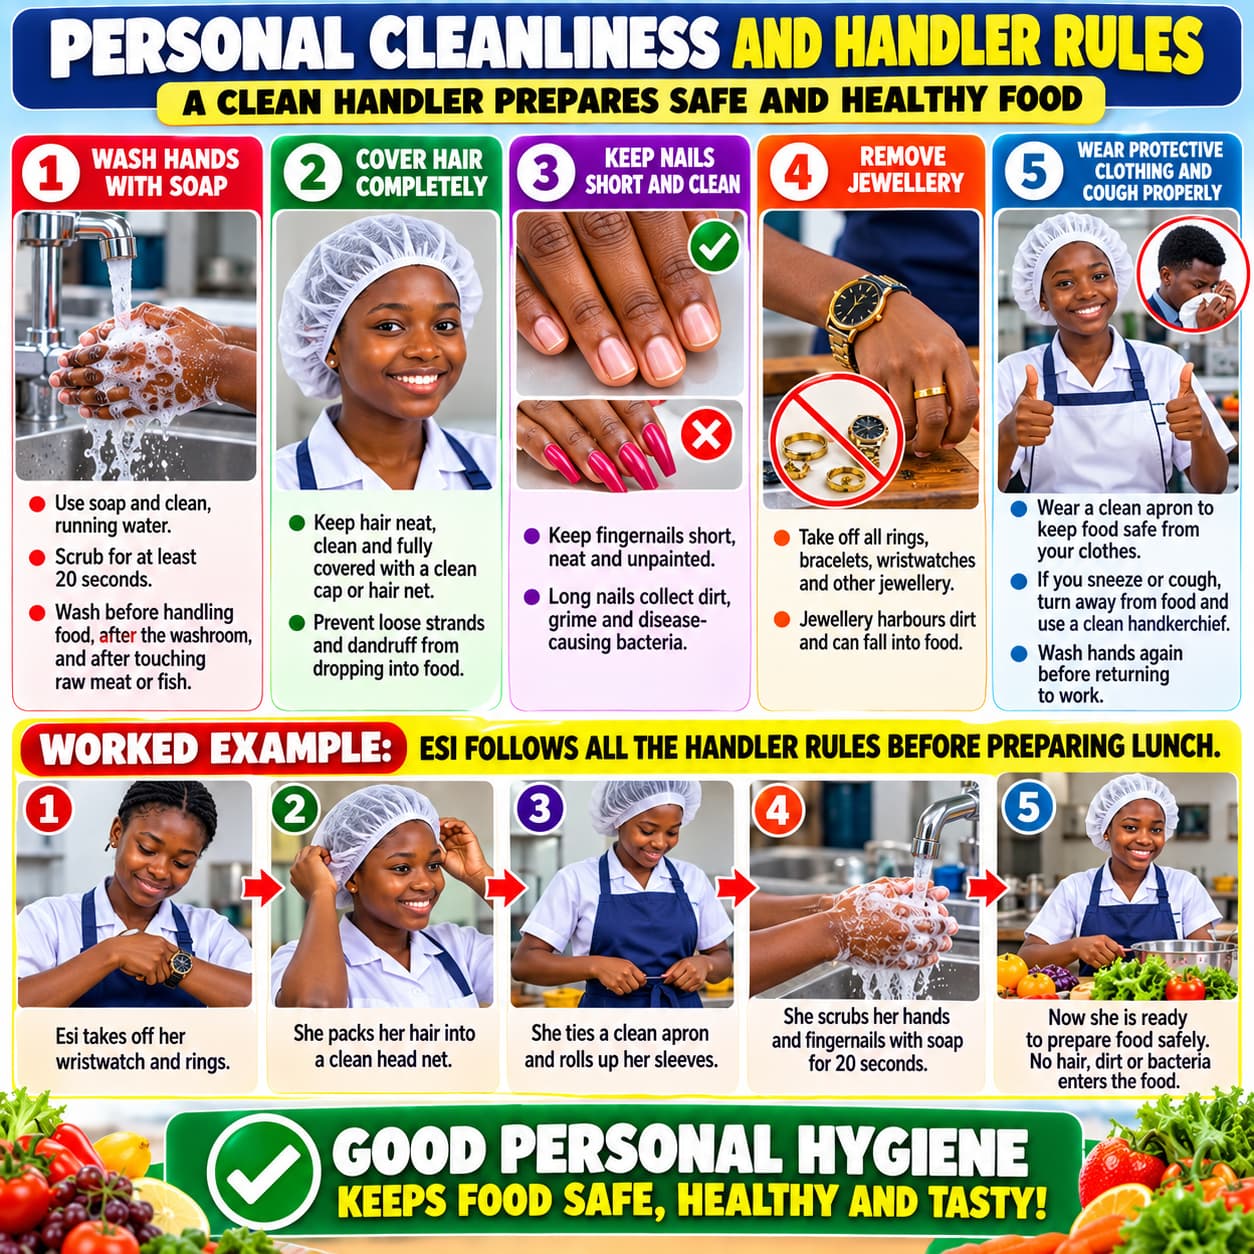 PERSONAL CLEANLINESS AND HANDLER RULES
A CLEAN HANDLER PREPARES SAFE AND HEALTHY FOOD
1 WASH HANDS
WITH SOAP
Use soap and clean,
running water.
Scrub for at least
20 seconds.
Wash before handling
food, after the washroom,
and after touching
raw meat or fish.
2 COVER HAIR
COMPLETELY
Keep hair neat,
clean and fully
covered with a clean
cap or hair net.
Prevent loose strands
and dandruff from
dropping into food.
3 KEEP NAILS
SHORT AND CLEAN
Keep fingernails short,
neat and unpainted.
Long nails collect dirt,
grime and disease-
causing bacteria.
4 REMOVE
JEWELLERY
Take off all rings,
bracelets, wristwatches
and other jewellery.
Jewellery harbours dirt
and can fall into food.
5 WEAR PROTECTIVE
CLOTHING AND
COUGH PROPERLY
Wear a clean apron to
keep food safe from
your clothes.
If you sneeze or cough,
turn away from food and
use a clean handkerchief.
Wash hands again
before returning
to work.
WORKED EXAMPLE: ESI FOLLOWS ALL THE HANDLER RULES BEFORE PREPARING LUNCH.
1
Esi takes off her
wristwatch and rings.
2
She packs her hair into
a clean head net.
3
She ties a clean apron
and rolls up her sleeves.
4
She scrubs her hands
and fingernails with soap
for 20 seconds.
5
Now she is ready
to prepare food safely.
No hair, dirt or bacteria
enters the food.
GOOD PERSONAL HYGIENE
KEEPS FOOD SAFE, HEALTHY AND TASTY!